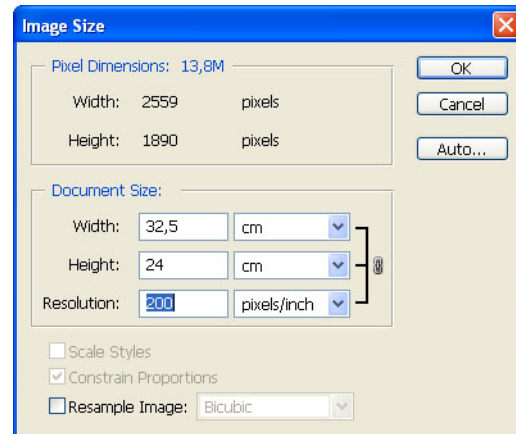 Image Size
Pixel Dimensions: 13,8M
Width: 2559 pixels
Height: 1890 pixels
OK
Cancel
Auto...
Document Size:
Width: 32,5 cm
Height: 24 cm
Resolution: 200 pixels/inch
Scale Styles
Constrain Proportions
Resample Image: Bicubic